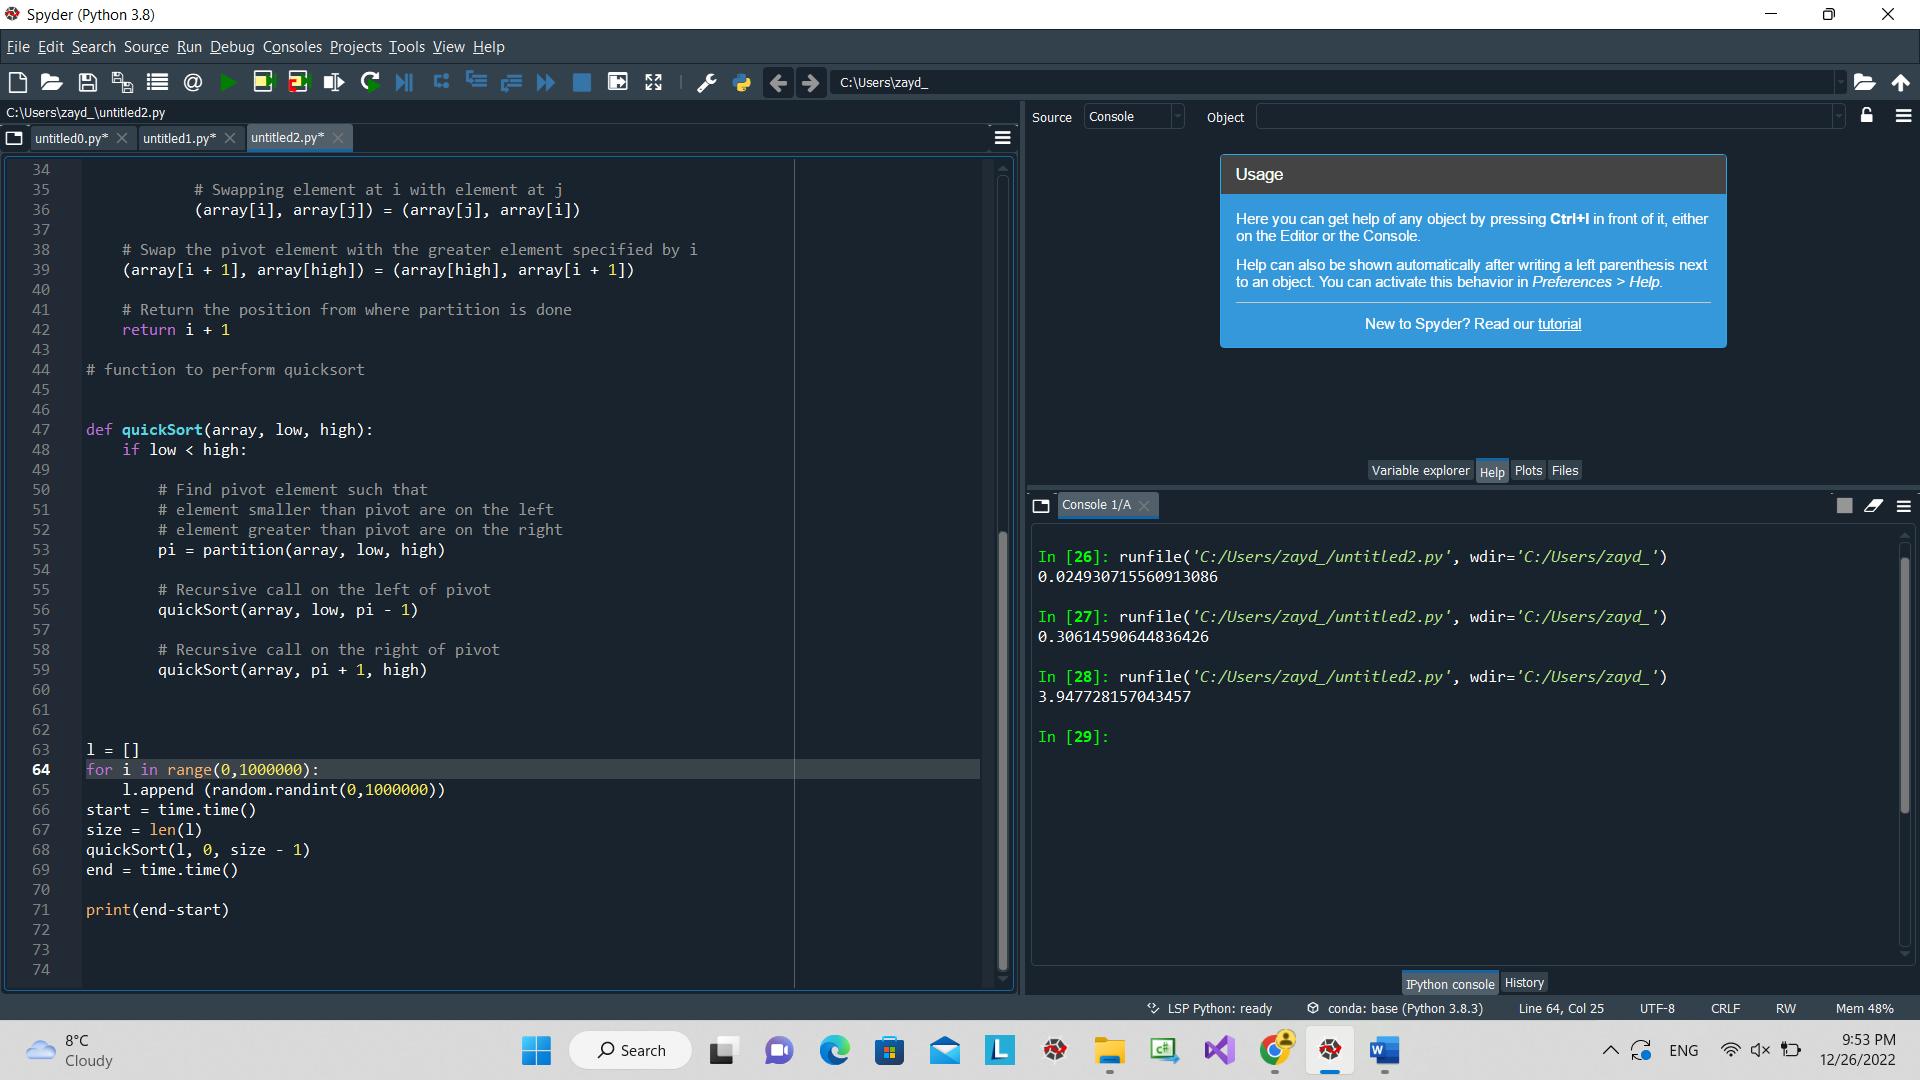 Spyder (Python 3.8)
File Edit Search Source Run Debug Consoles Projects Tools View Help
C:\Users\zayd_
C:\Users\zayd_\untitled2.py
untitled0.py* untitled1.py* untitled2.py*
34
35 # Swapping element at i with element at j
36 (array[i], array[j]) = (array[j], array[i])
37
38 # Swap the pivot element with the greater element specified by i
39 (array[i + 1], array[high]) = (array[high], array[i + 1])
40
41 # Return the position from where partition is done
42 return i + 1
43
44 # function to perform quicksort
45
46
47 def quickSort(array, low, high):
48 if low < high:
49
50 # Find pivot element such that
51 # element smaller than pivot are on the left
52 # element greater than pivot are on the right
53 pi = partition(array, low, high)
54
55 # Recursive call on the left of pivot
56 quickSort(array, low, pi - 1)
57
58 # Recursive call on the right of pivot
59 quickSort(array, pi + 1, high)
60
61
62
63 l = []
64 for i in range(0,1000000):
65 l.append (random.randint(0,1000000))
66 start = time.time()
67 size = len(l)
68 quickSort(l, 0, size - 1)
69 end = time.time()
70
71 print(end-start)
72
73
74
Source Console Object
Usage
Here you can get help of any object by pressing Ctrl+I in front of it, either
on the Editor or the Console.
Help can also be shown automatically after writing a left parenthesis next
to an object. You can activate this behavior in Preferences > Help.
New to Spyder? Read our tutorial
Variable explorer Help Plots Files
Console 1/A
In [26]: runfile('C:/Users/zayd_/untitled2.py', wdir='C:/Users/zayd_')
0.024930715560913086
In [27]: runfile('C:/Users/zayd_/untitled2.py', wdir='C:/Users/zayd_')
0.30614590644836426
In [28]: runfile('C:/Users/zayd_/untitled2.py', wdir='C:/Users/zayd_')
3.947728157043457
In [29]:
IPython console History
LSP Python: ready conda: base (Python 3.8.3) Line 64, Col 25 UTF-8 CRLF RW Mem 48%
8°C
Cloudy
Search
L
C#
W
ENG
9:53 PM
12/26/2022